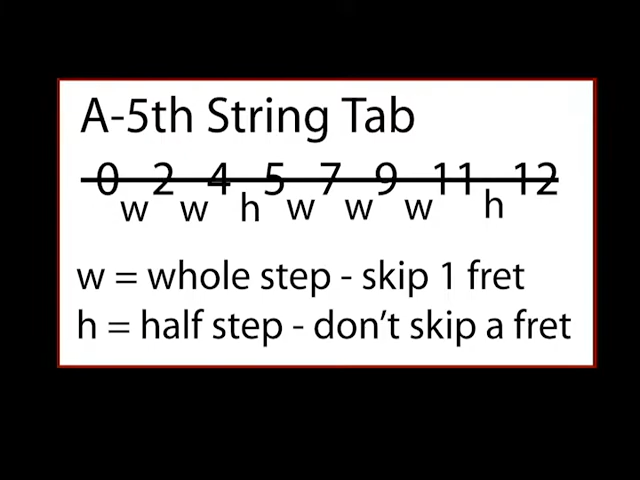 A-5th String Tab
0 2 4 5 7 9 11 12
w w h w w w h
w = whole step - skip 1 fret
h = half step - don't skip a fret